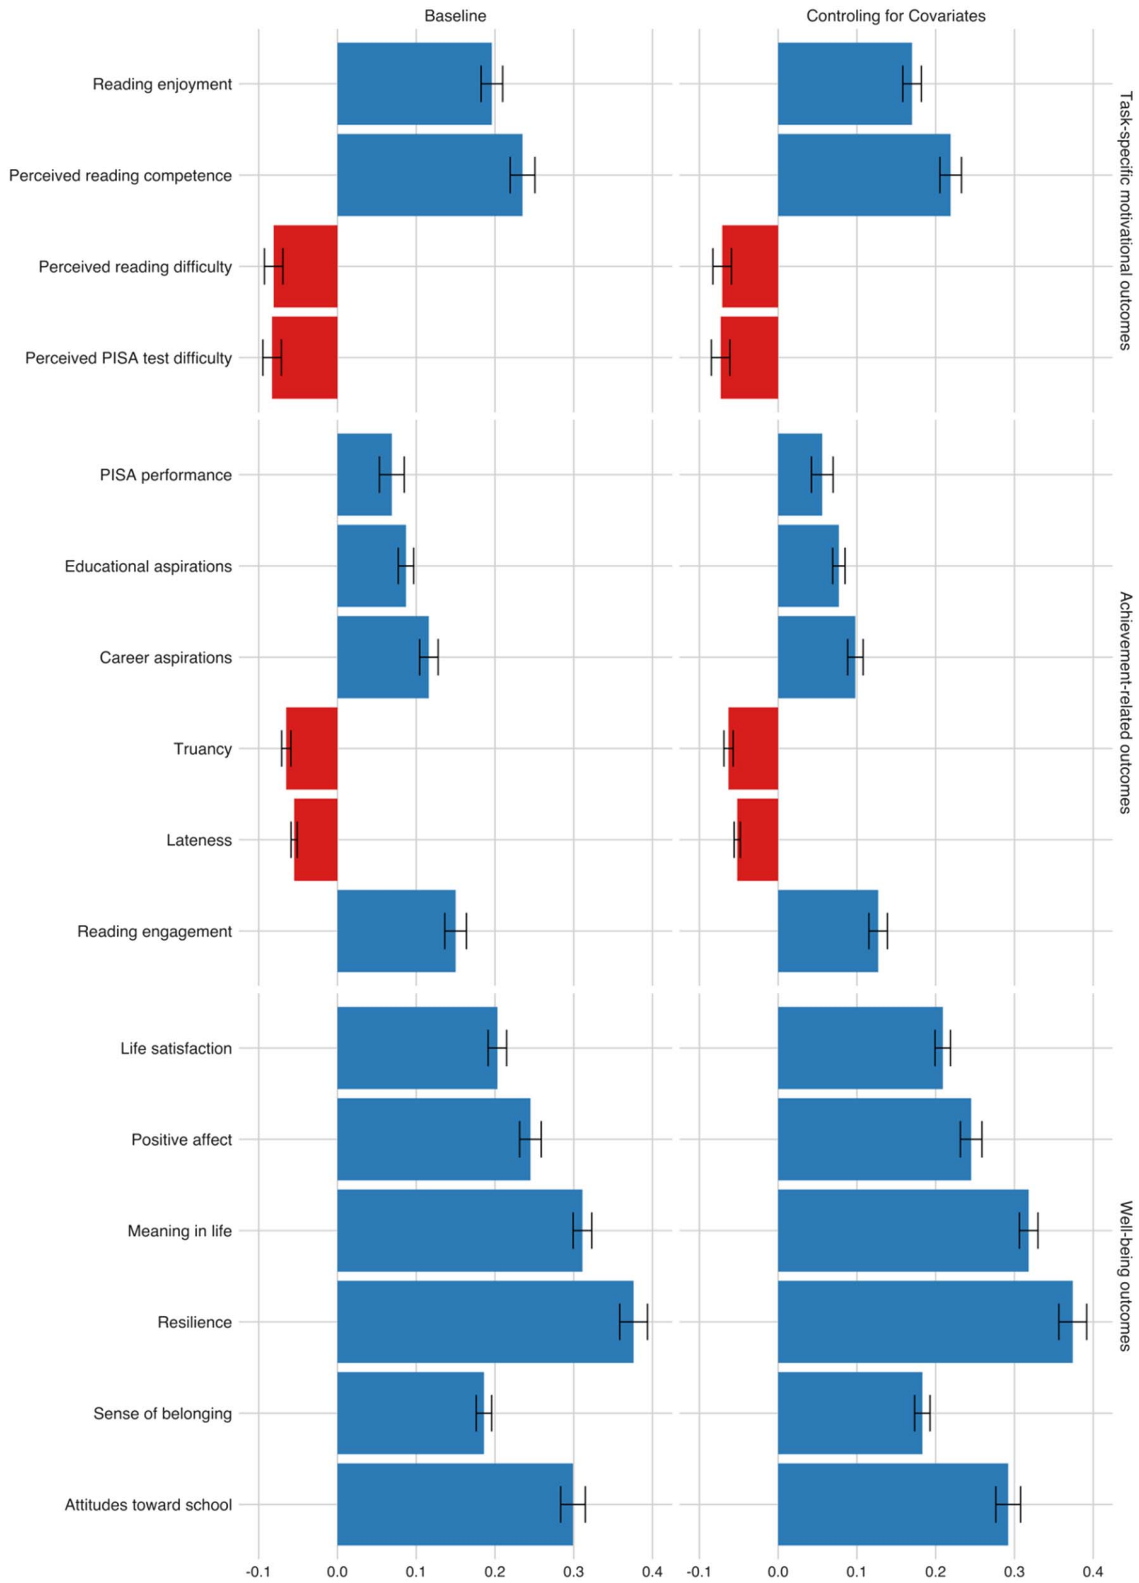 Baseline
Controling for Covariates
Reading enjoyment
Perceived reading competence
Perceived reading difficulty
Perceived PISA test difficulty
Task-specific motivational outcomes
PISA performance
Educational aspirations
Career aspirations
Truancy
Lateness
Reading engagement
Achievement-related outcomes
Life satisfaction
Positive affect
Meaning in life
Resilience
Sense of belonging
Attitudes toward school
Well-being outcomes
-0.1 0.0 0.1 0.2 0.3 0.4 -0.1 0.0 0.1 0.2 0.3 0.4